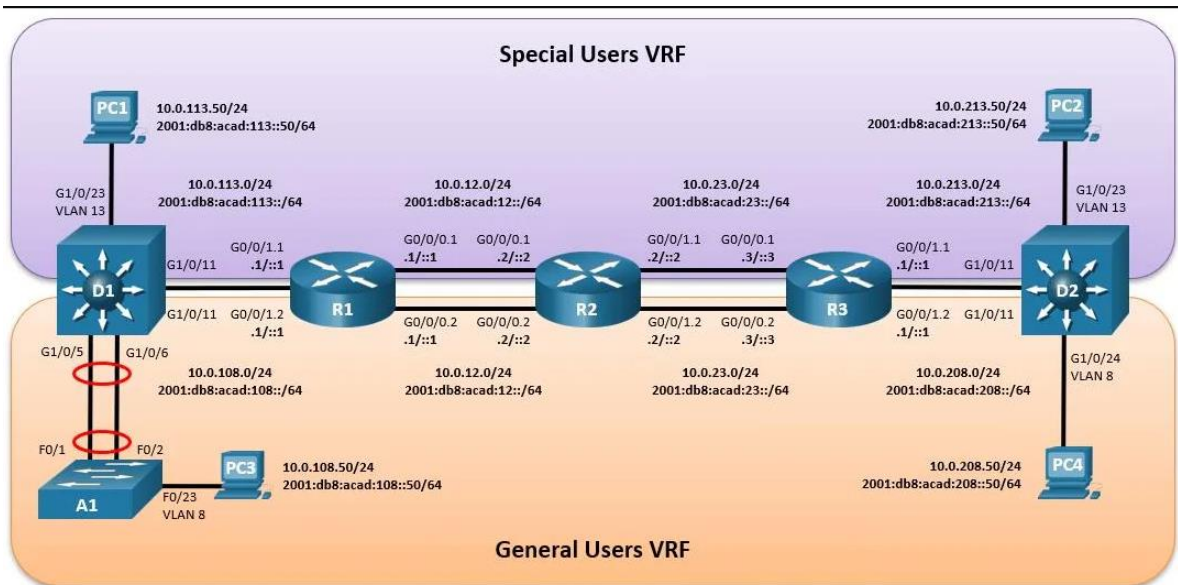 Special Users VRF
PC1
10.0.113.50/24
2001:db8:acad:113::50/64
10.0.213.50/24
2001:db8:acad:213::50/64
PC2
G1/0/23
VLAN 13
10.0.113.0/24
2001:db8:acad:113::/64
10.0.12.0/24
2001:db8:acad:12::/64
10.0.23.0/24
2001:db8:acad:23::/64
10.0.213.0/24
2001:db8:acad:213::/64
G1/0/23
VLAN 13
D1
G1/0/11
G0/0/1.1
.1/::1
R1
G0/0/0.1
.1/::1
G0/0/0.1
.2/::2
R2
G0/0/1.1
.2/::2
G0/0/0.1
.3/::3
R3
G0/0/1.1
.1/::1
G1/0/11
D2
G1/0/11
G0/0/1.2
.1/::1
G0/0/0.2
.1/::1
G0/0/0.2
.2/::2
G0/0/1.2
.2/::2
G0/0/0.2
.3/::3
G0/0/1.2
.1/::1
G1/0/11
G1/0/5
G1/0/6
10.0.108.0/24
2001:db8:acad:108::/64
10.0.12.0/24
2001:db8:acad:12::/64
10.0.23.0/24
2001:db8:acad:23::/64
10.0.208.0/24
2001:db8:acad:208::/64
G1/0/24
VLAN 8
F0/1
F0/2
A1
F0/23
VLAN 8
PC3
10.0.108.50/24
2001:db8:acad:108::50/64
10.0.208.50/24
2001:db8:acad:208::50/64
PC4
General Users VRF